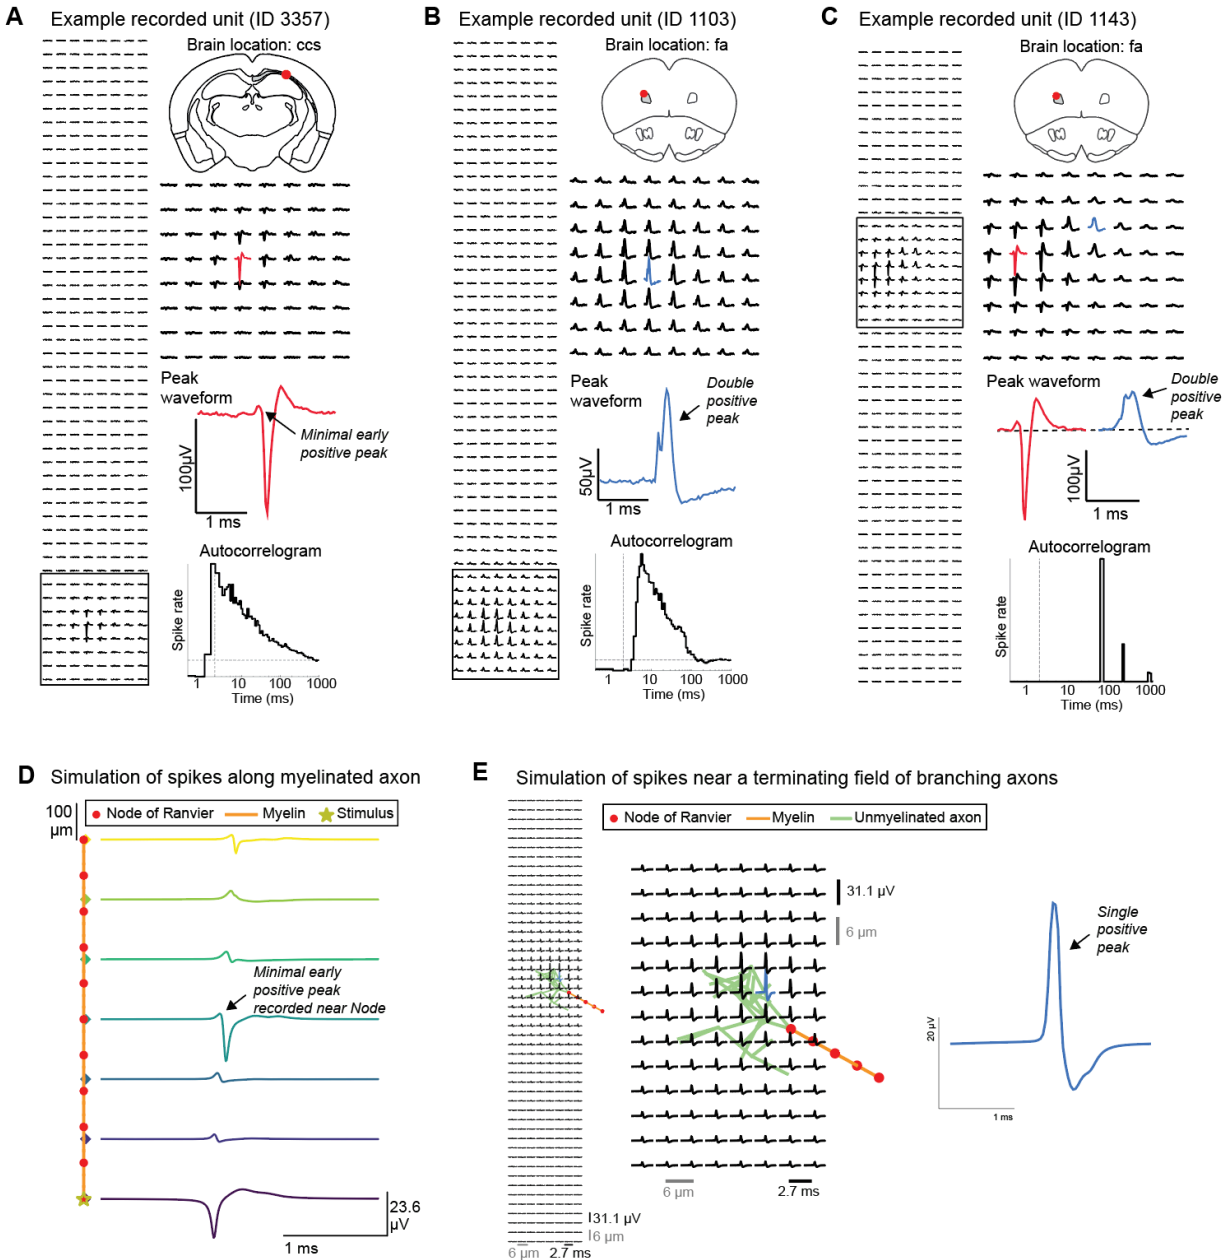 A Example recorded unit (ID 3357)
Brain location: ccs
Peak
waveform
Minimal early
positive peak
100µV
1 ms
Autocorrelogram
Spike rate
1 10 100 1000
Time (ms)
B Example recorded unit (ID 1103)
Brain location: fa
Peak
waveform
Double
positive
peak
50µV
1 ms
Autocorrelogram
Spike rate
1 10 100 1000
Time (ms)
C Example recorded unit (ID 1143)
Brain location: fa
Peak waveform
Double
positive
peak
100µV
1 ms
Autocorrelogram
Spike rate
1 10 100 1000
Time (ms)
D Simulation of spikes along myelinated axon
100
µm
Node of Ranvier Myelin Stimulus
Minimal early
positive peak
recorded near Node
23.6
µV
1 ms
E Simulation of spikes near a terminating field of branching axons
Node of Ranvier Myelin Unmyelinated axon
31.1 µV
6 µm
Single
positive
peak
20 µV
1 ms
6 µm
2.7 ms
31.1 µV
6 µm
6 µm 2.7 ms